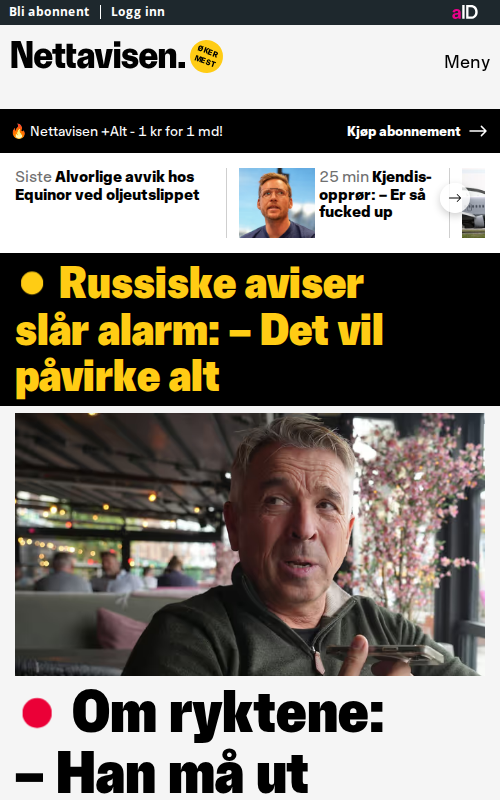 Bli abonnent | Logg inn
aID
Nettavisen.
ØKER
MEST
Meny
🔥 Nettavisen +Alt - 1 kr for 1 md!
Kjøp abonnement →
Siste Alvorlige avvik hos
Equinor ved oljeutslippet
25 min Kjendis-
opprør: – Er så
fucked up
Russiske aviser
slår alarm: – Det vil
påvirke alt
Om ryktene:
– Han må ut